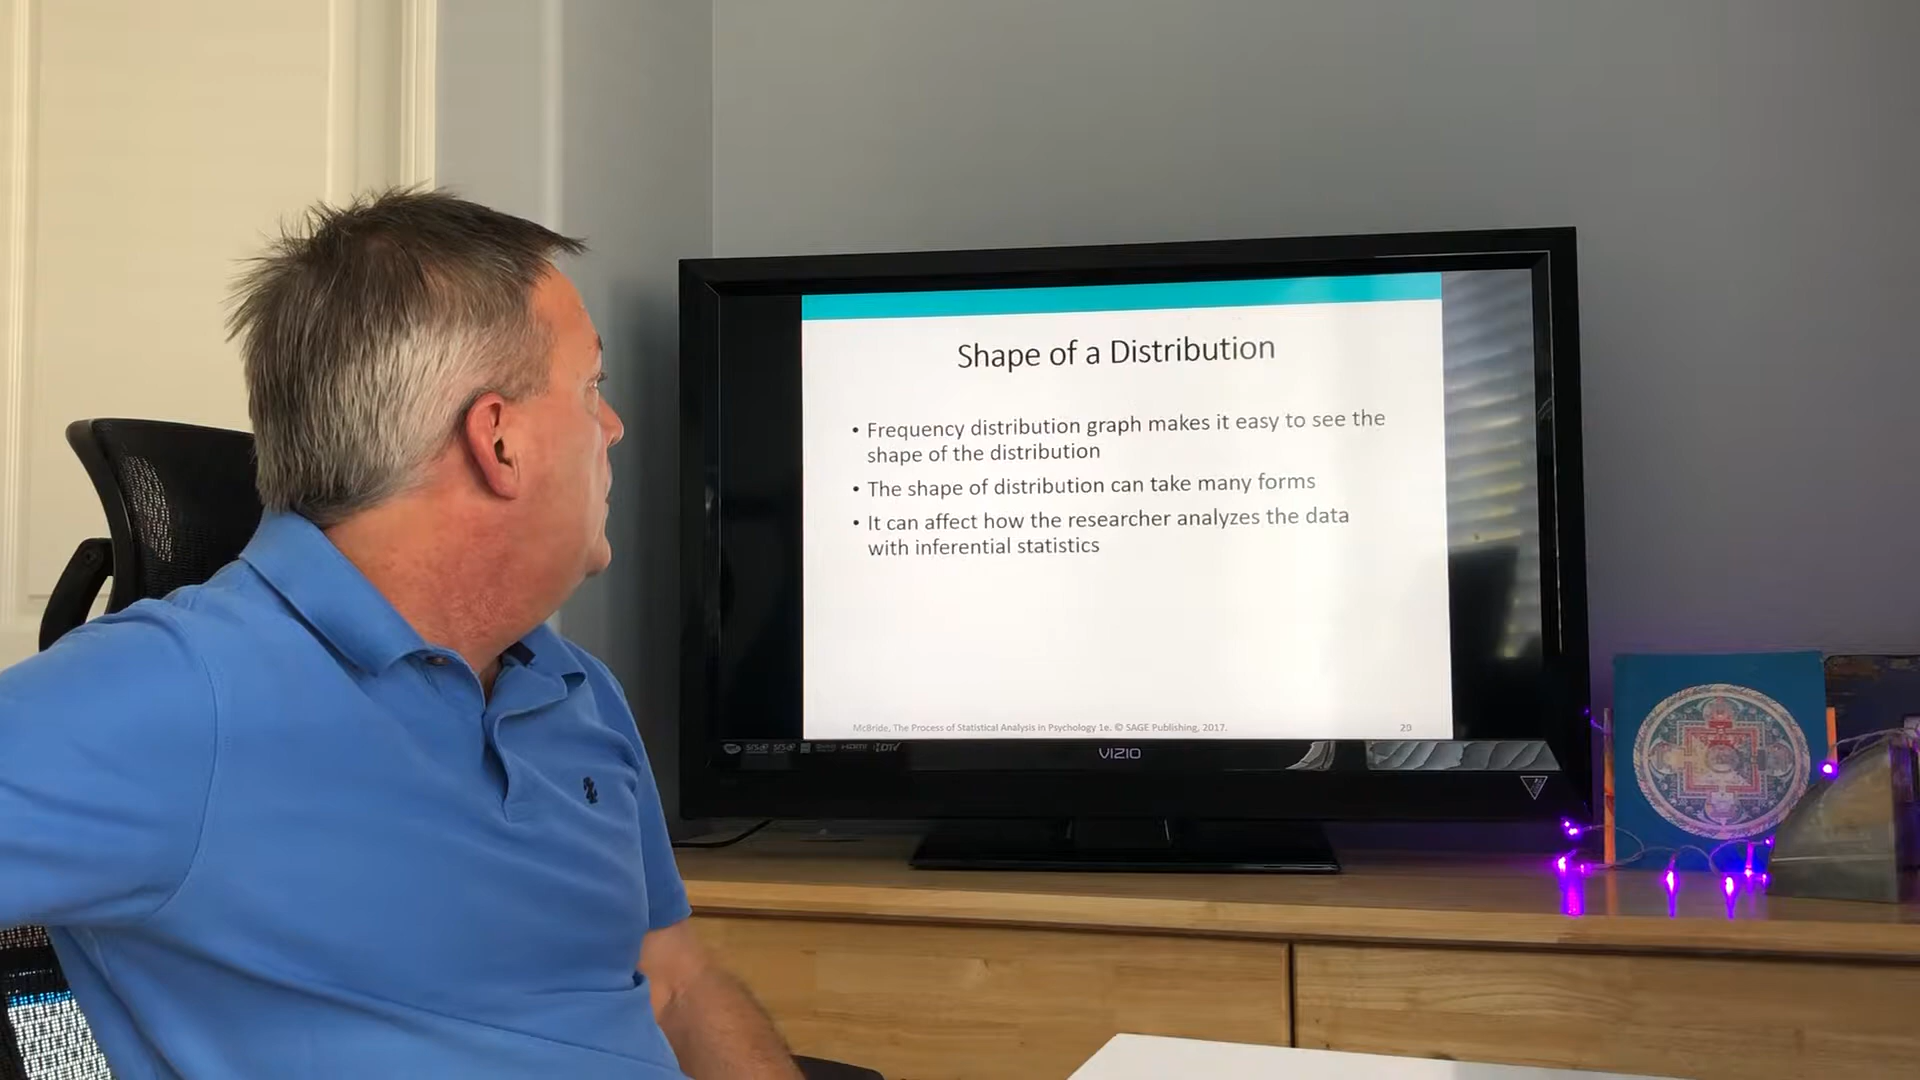 Shape of a Distribution
• Frequency distribution graph makes it easy to see the
shape of the distribution
• The shape of distribution can take many forms
• It can affect how the researcher analyzes the data
with inferential statistics
McBride, The Process of Statistical Analysis in Psychology 1e. © SAGE Publishing, 2017.
20
VIZIO
HDMI
HDTV